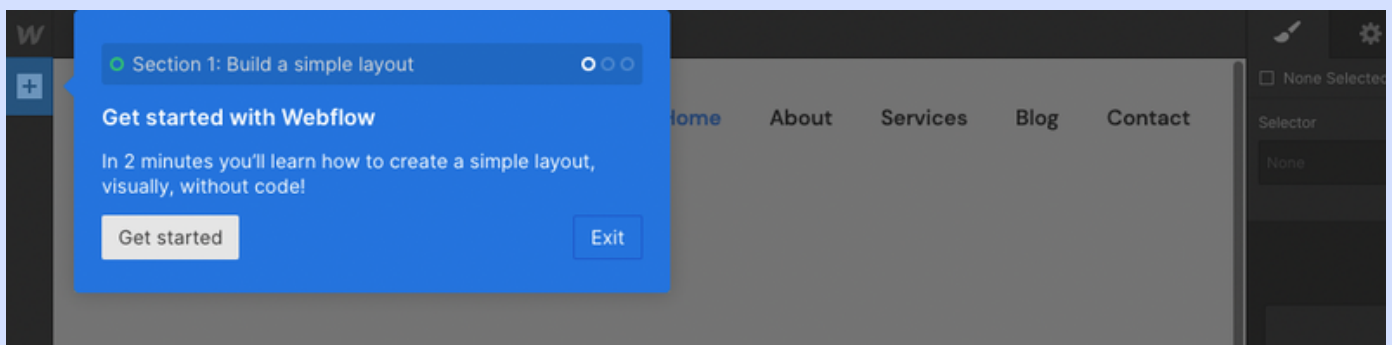 W
Section 1: Build a simple layout
Get started with Webflow
In 2 minutes you'll learn how to create a simple layout,
visually, without code!
Get started
Exit
Home About Services Blog Contact
None Selected
Selector
None